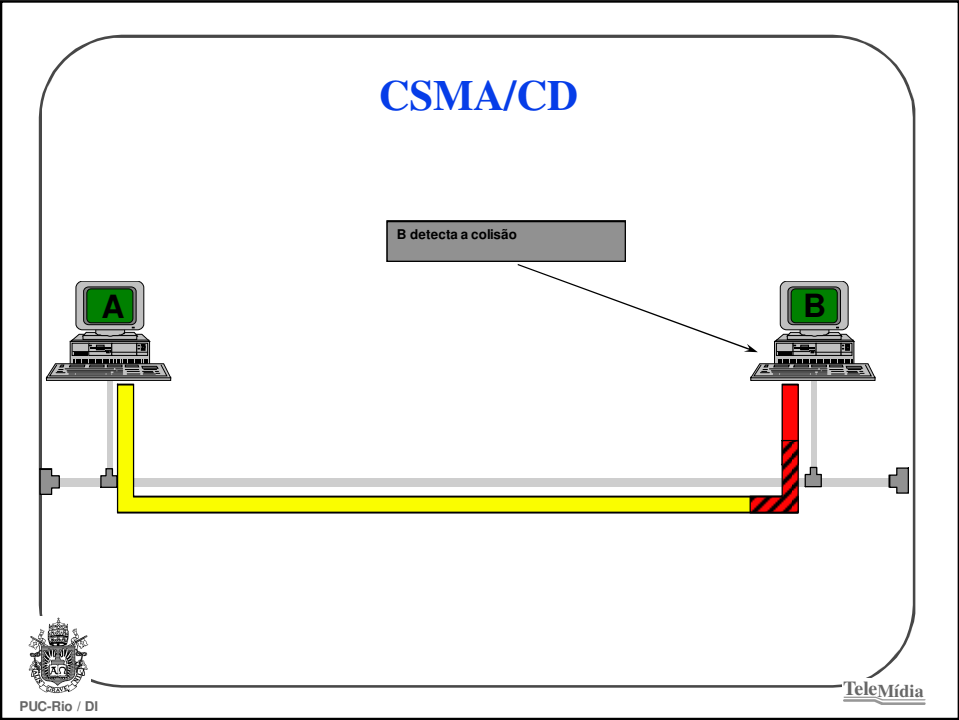 CSMA/CD
B detecta a colisão
A
B
PUC-Rio / DI
TeleMídia